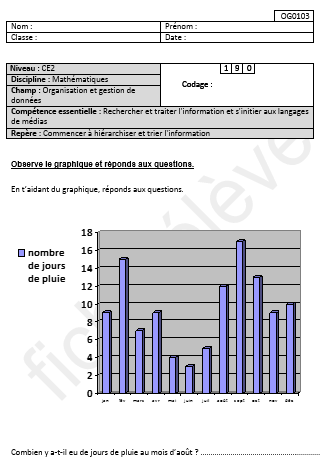 OG0103
Nom : Prénom :
Classe : Date :
Niveau : CE2
1 9 0
Discipline : Mathématiques
Codage :
Champ : Organisation et gestion de
données
Compétence essentielle : Rechercher et traiter l'information et s'initier aux langages
de médias
Repère : Commencer à hiérarchiser et trier l'information
Observe le graphique et réponds aux questions.
En t'aidant du graphique, réponds aux questions.
nombre
de jours
de pluie
18
16
14
12
10
8
6
4
2
0
jan fév mars avr mai juin juil août sept oct nov déc
Combien y a-t-il eu de jours de pluie au mois d'août ? ................................................